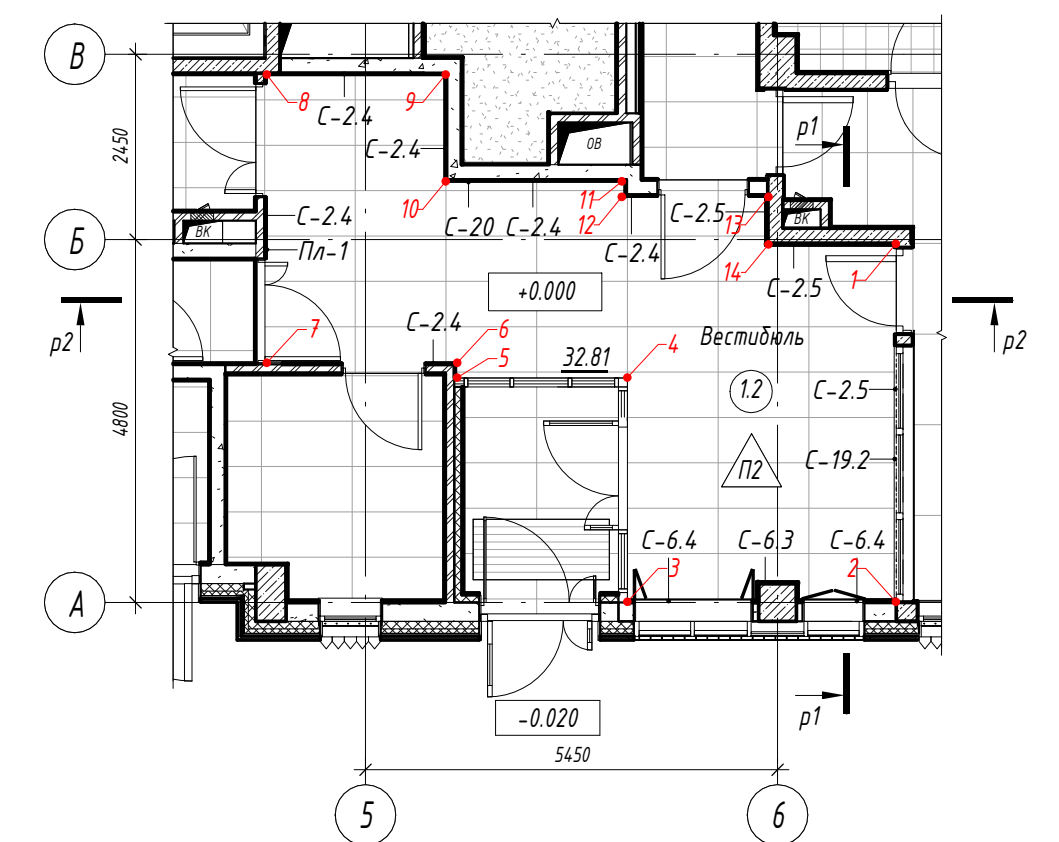 В
8
9
С-2.4
р1
ОВ
С-2.4
2450
10
11
12
13
С-2.4
С-20
С-2.4
С-2.5
ВК
ВК
Б
Пл-1
С-2.4
14
1
+0.000
С-2.5
р2
С-2.4
7
6
5
32.81
4
Вестибюль
р2
1.2
С-2.5
4800
П2
С-19.2
С-6.4
С-6.3
С-6.4
А
3
2
-0.020
р1
5450
5
6